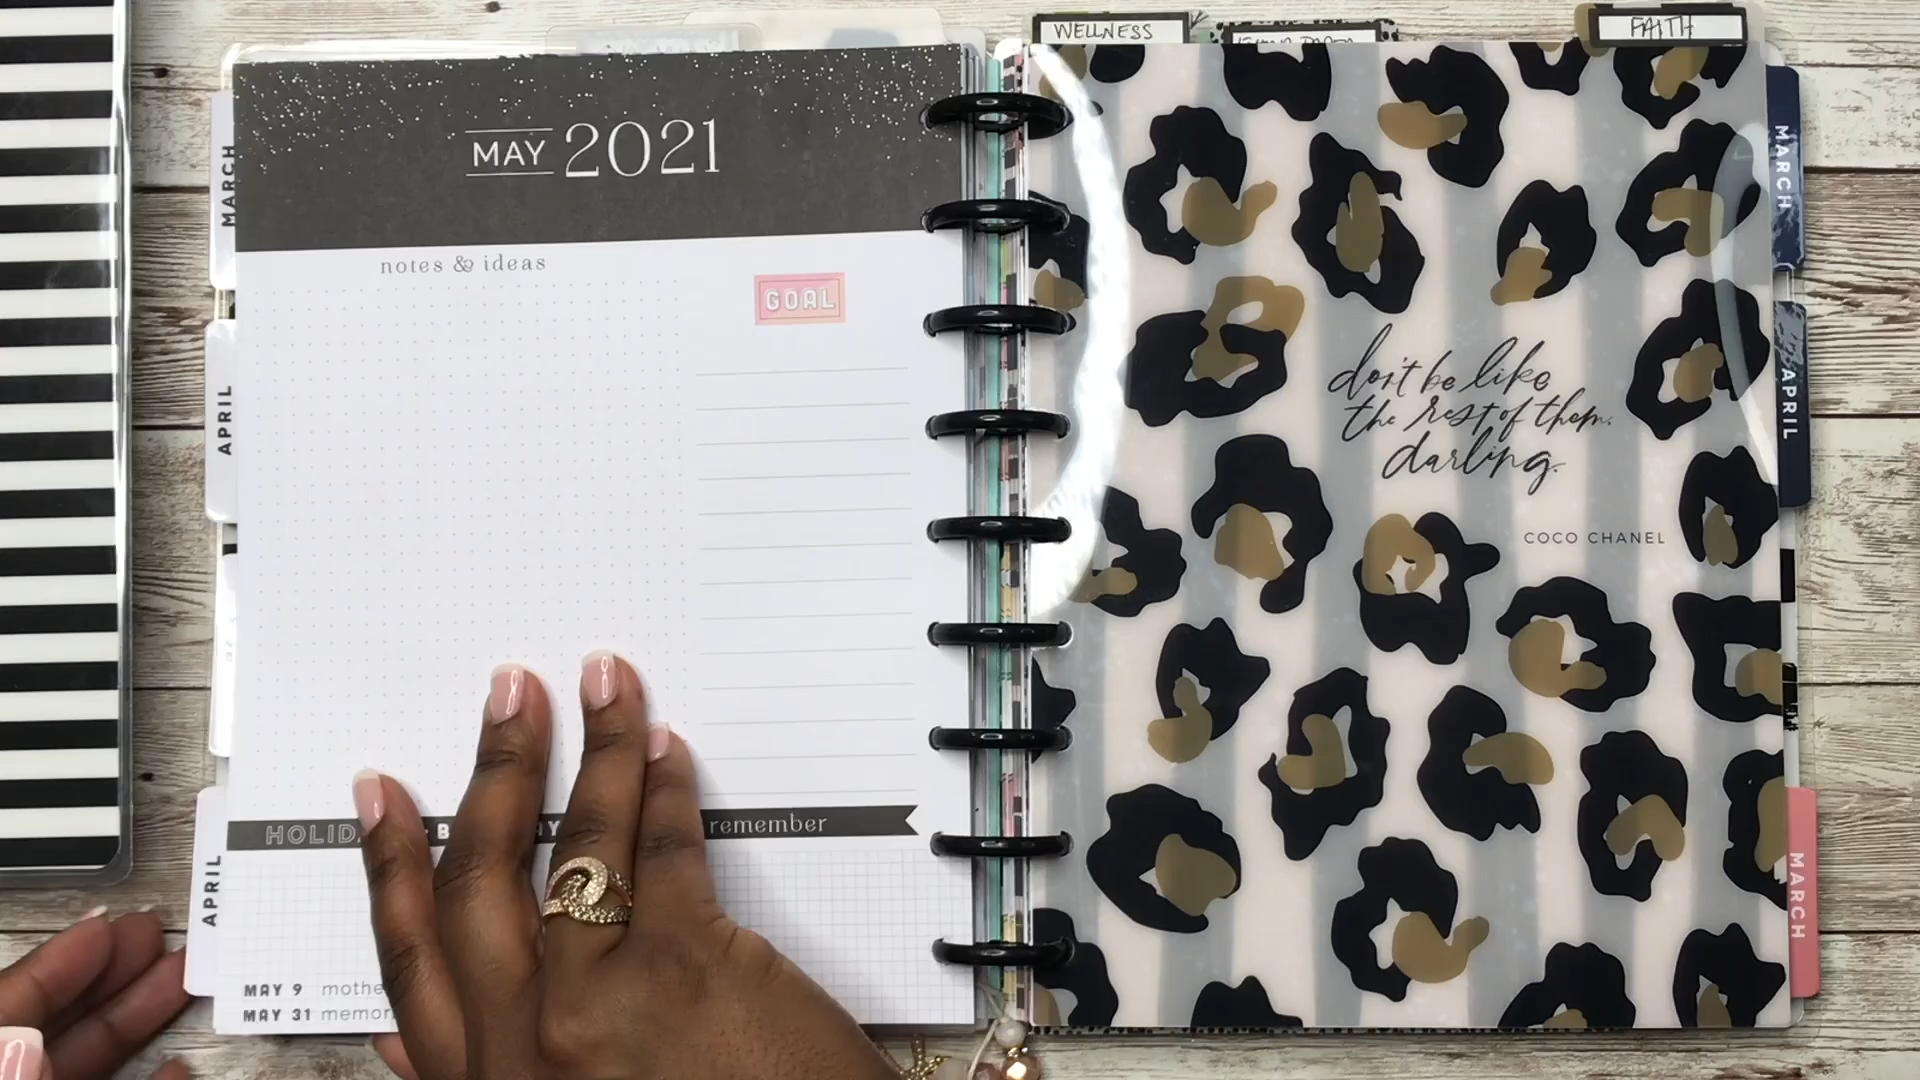 WELLNESS
FAITH
MAY 2021
notes & ideas
GOAL
don't be like
the rest of them,
darling.
COCO CHANEL
remember
MAY 9
MAY 31
MARCH
APRIL
APRIL
MARCH
APRIL
MARCH